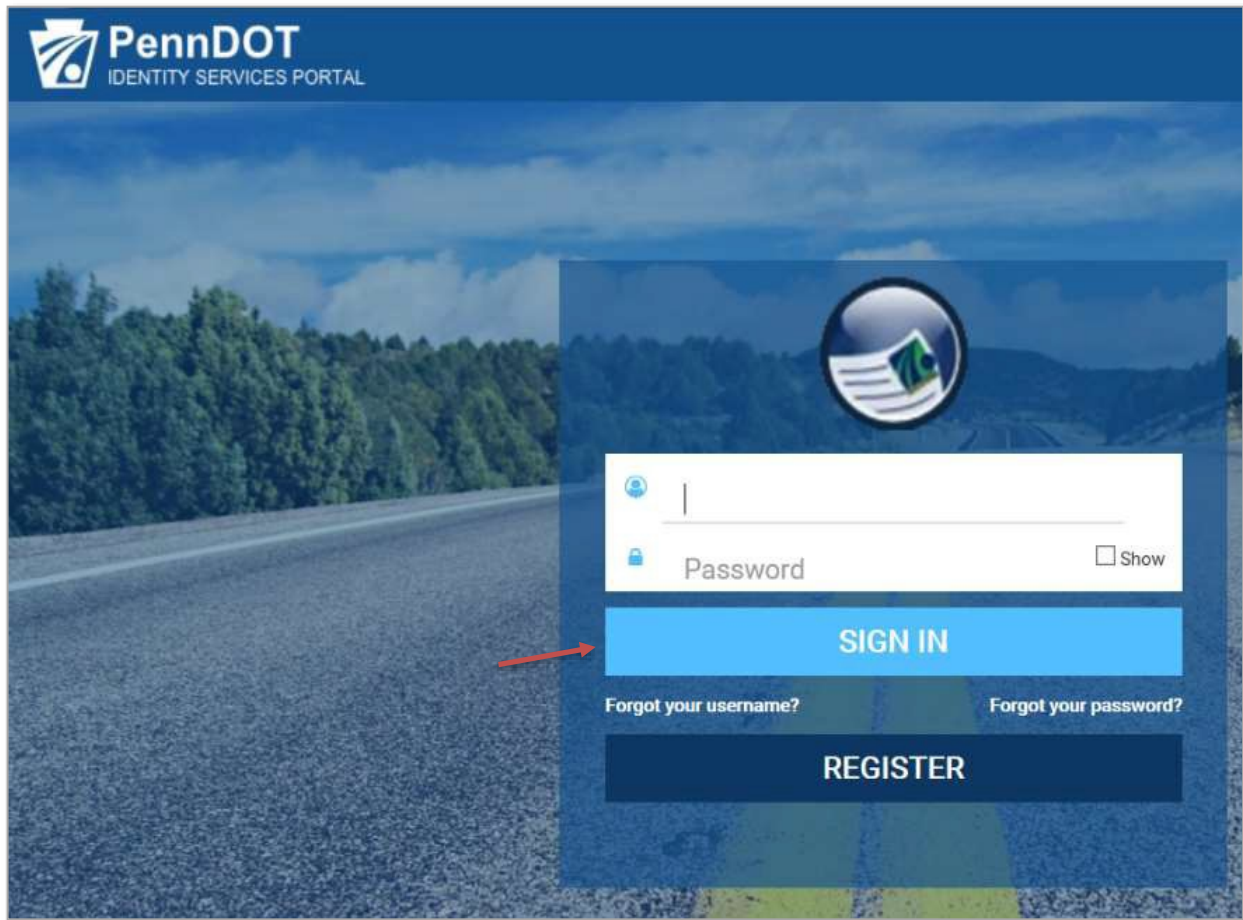 PennDOT
IDENTITY SERVICES PORTAL
Password
Show
SIGN IN
Forgot your username?
Forgot your password?
REGISTER